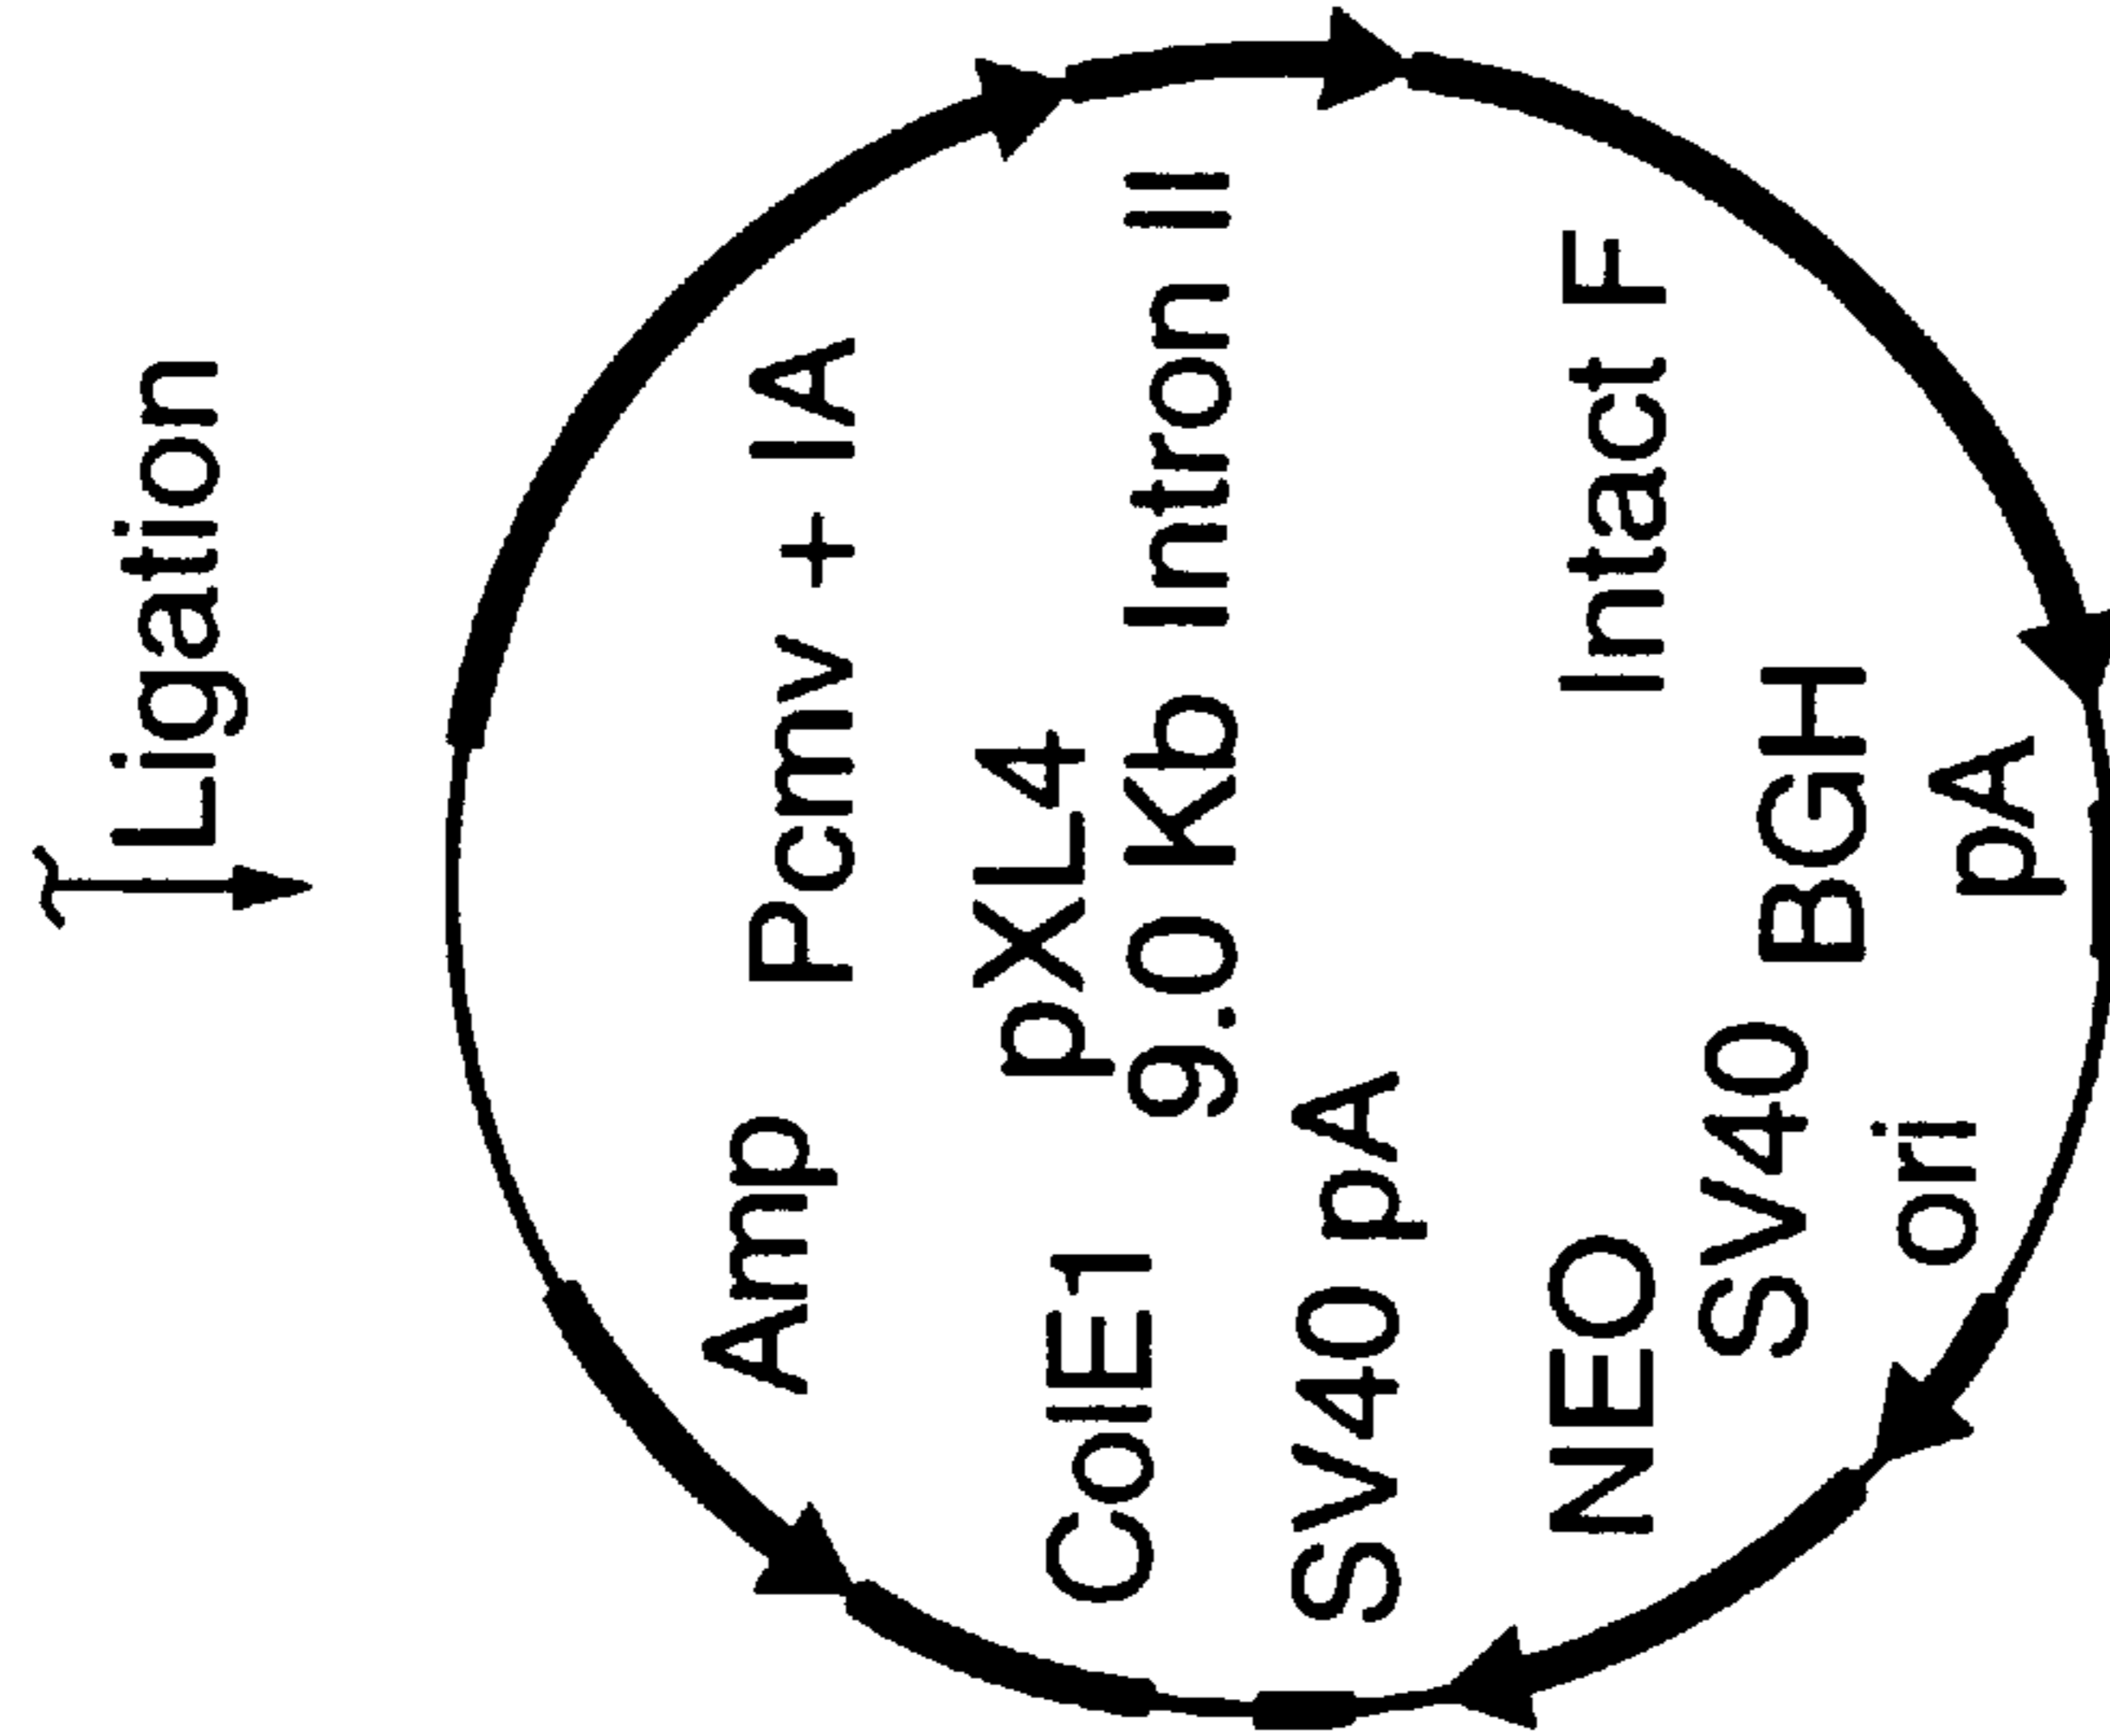 Ligation
Amp
Pcmv + IA
pXL4
9.0 Kb
Intron II
ColE1
SV40 pA
Intact F
NEO
SV40
ori
BGH
pA